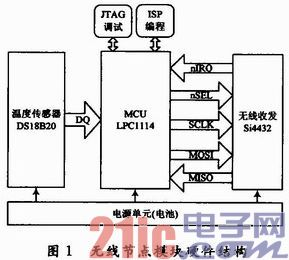 JTAG
调试
ISP
编程
温度传感器
DS18B20
DQ
MCU
LPC1114
nIRQ
nSEL
SCLK
MOSI
MISO
无线收发
Si4432
电源单元(电池)
21ic电子网
图 1 无线节点模块硬件结构